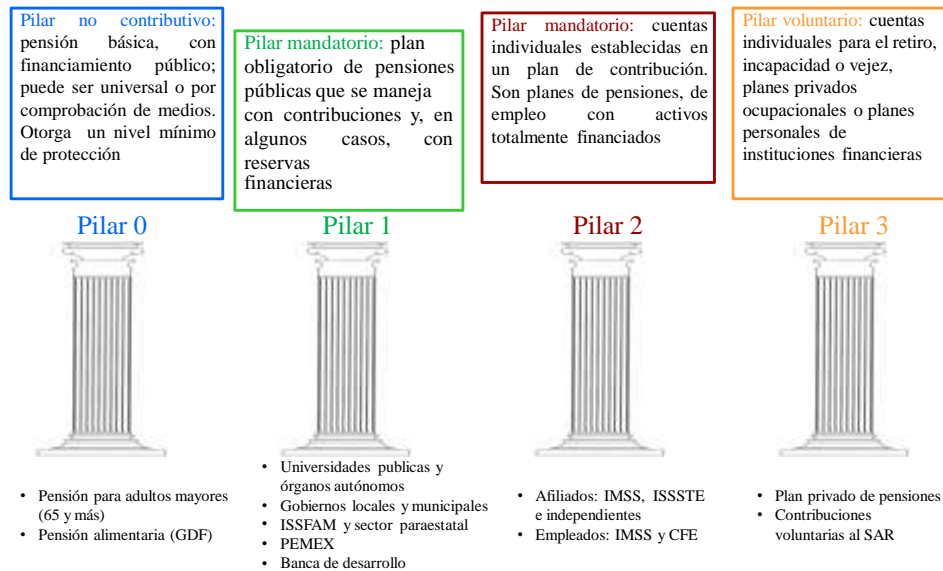 Pilar no contributivo:
pensión básica, con
financiamiento público;
puede ser universal o por
comprobación de medios.
Otorga un nivel mínimo
de protección
Pilar mandatorio: plan
obligatorio de pensiones
públicas que se maneja
con contribuciones y, en
algunos casos, con
reservas
financieras
Pilar mandatorio: cuentas
individuales establecidas en
un plan de contribución.
Son planes de pensiones, de
empleo con activos
totalmente financiados
Pilar voluntario: cuentas
individuales para el retiro,
incapacidad o vejez,
planes privados
ocupacionales o planes
personales de
instituciones financieras
Pilar 0
Pilar 1
Pilar 2
Pilar 3
• Pensión para adultos mayores
(65 y más)
• Pensión alimentaria (GDF)
• Universidades publicas y
órganos autónomos
• Gobiernos locales y municipales
• ISSFAM y sector paraestatal
• PEMEX
• Banca de desarrollo
• Afiliados: IMSS, ISSSTE
e independientes
• Empleados: IMSS y CFE
• Plan privado de pensiones
• Contribuciones
voluntarias al SAR